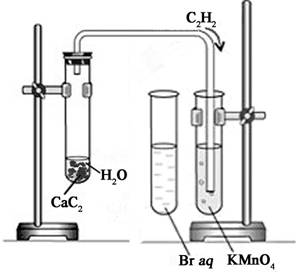 C₂H₂
H₂O
CaC₂
Br aq
KMnO₄